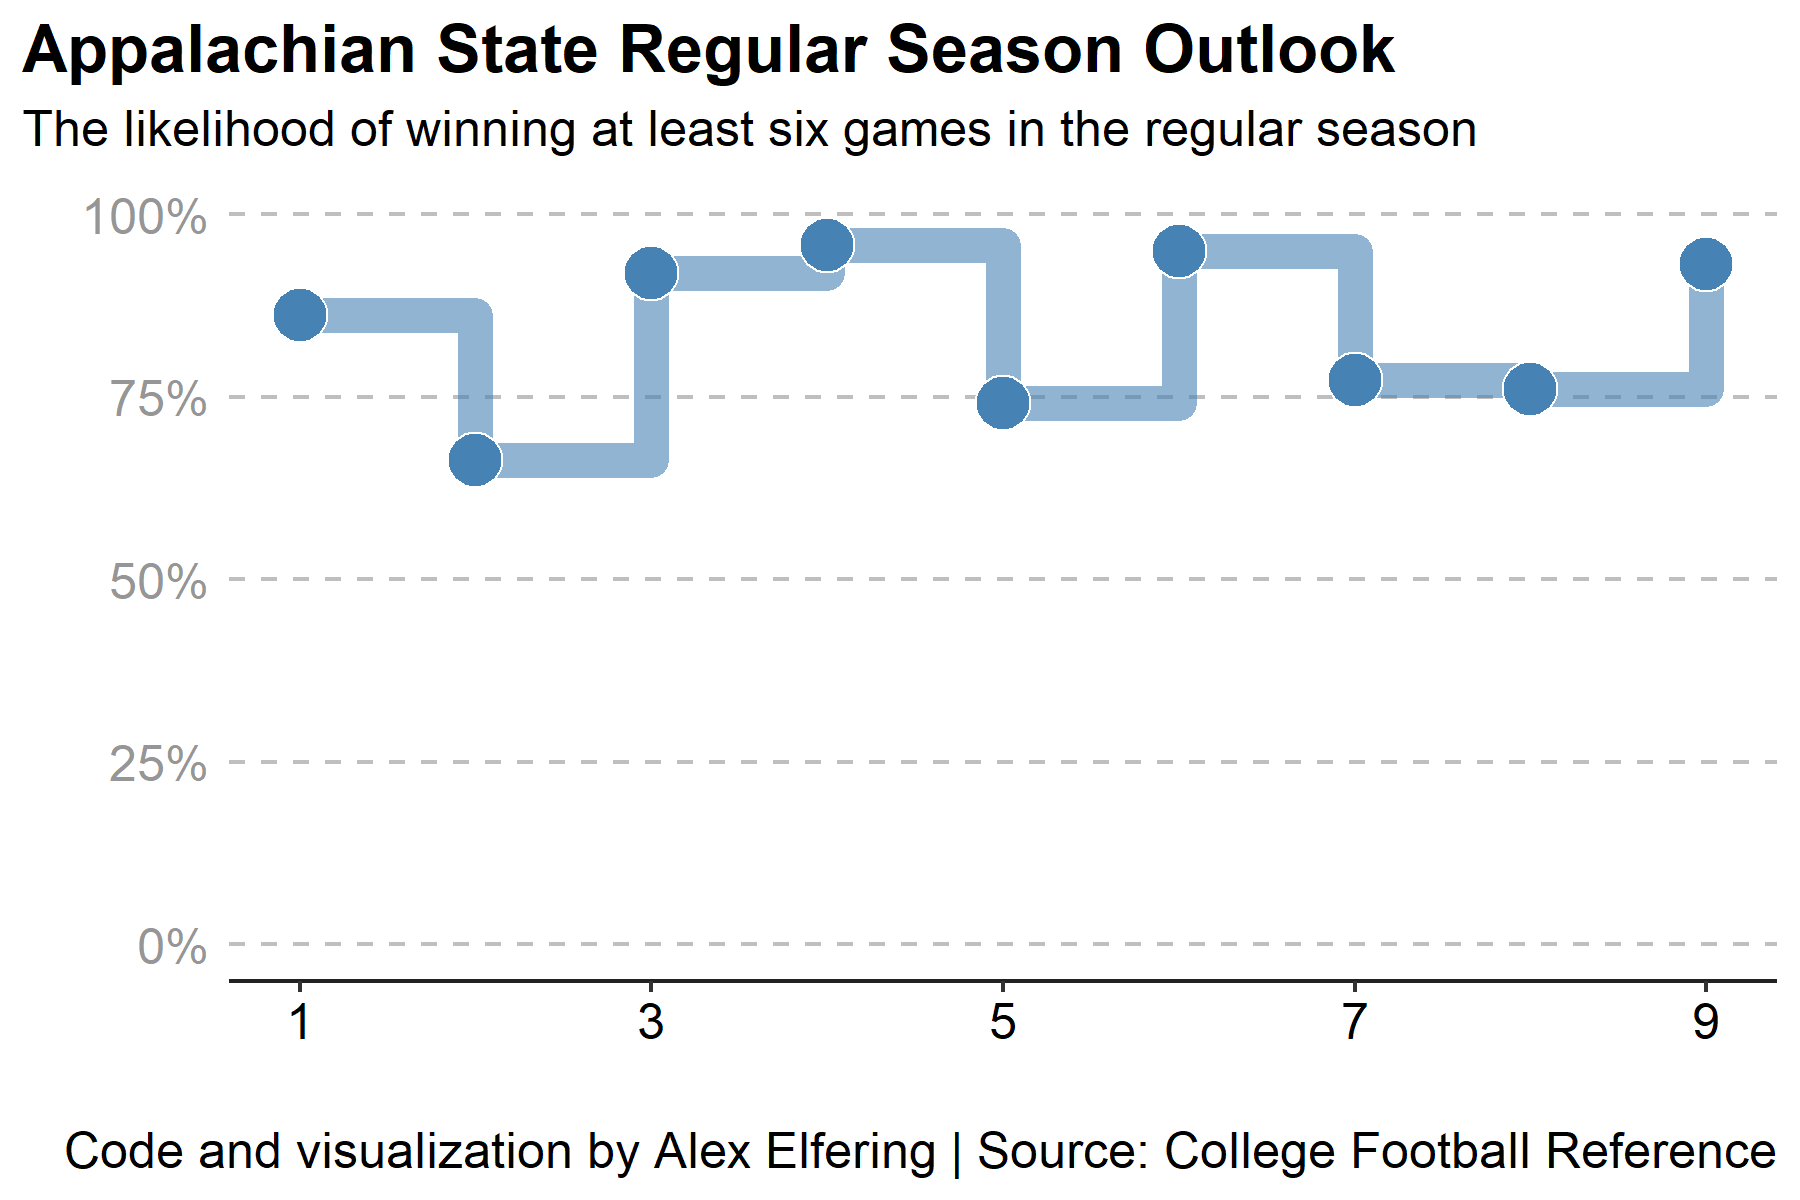 Appalachian State Regular Season Outlook
The likelihood of winning at least six games in the regular season
100%
75%
50%
25%
0%
1 3 5 7 9
Code and visualization by Alex Elfering | Source: College Football Reference